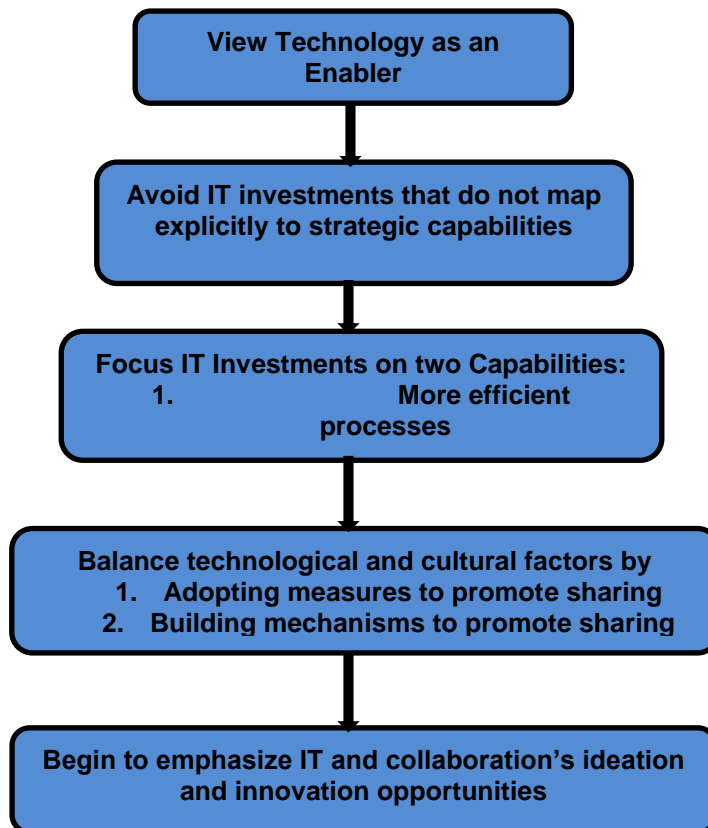 View Technology as an
Enabler
Avoid IT investments that do not map
explicitly to strategic capabilities
Focus IT Investments on two Capabilities:
1. More efficient
processes
Balance technological and cultural factors by
1. Adopting measures to promote sharing
2. Building mechanisms to promote sharing
Begin to emphasize IT and collaboration’s ideation
and innovation opportunities